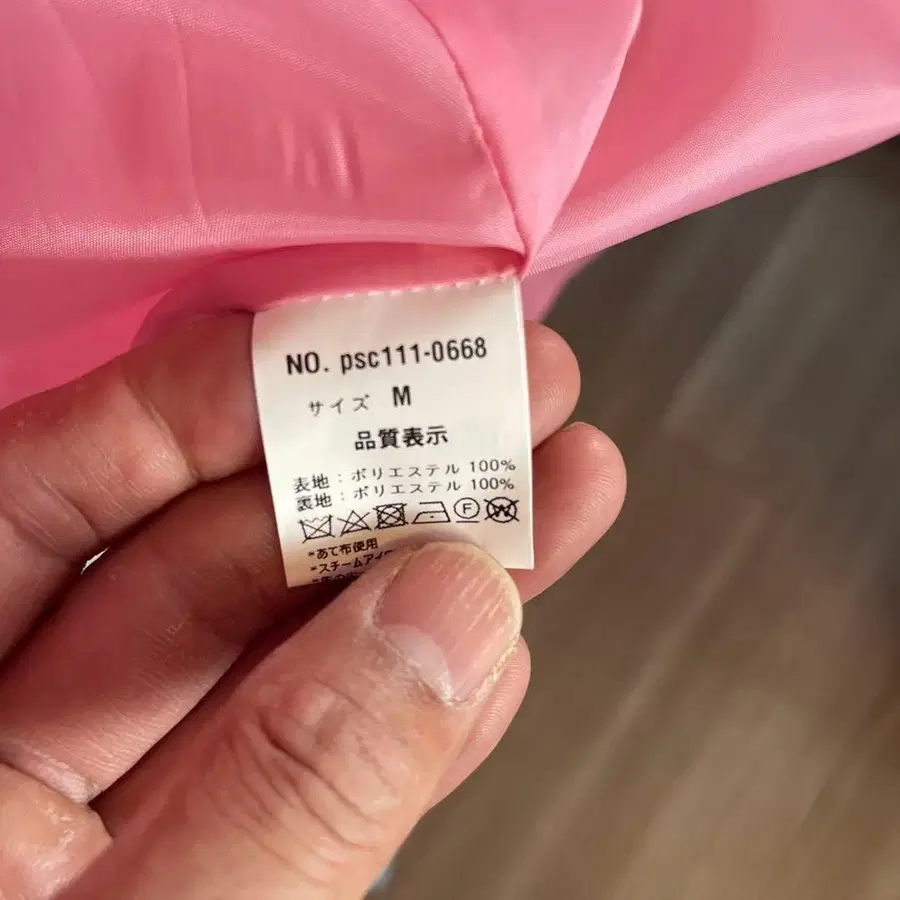 NO. psc111-0668
サイズ M
品質表示
表地：ポリエステル 100%
裏地：ポリエステル 100%
F W
*あて布使用
*スチームアイロ